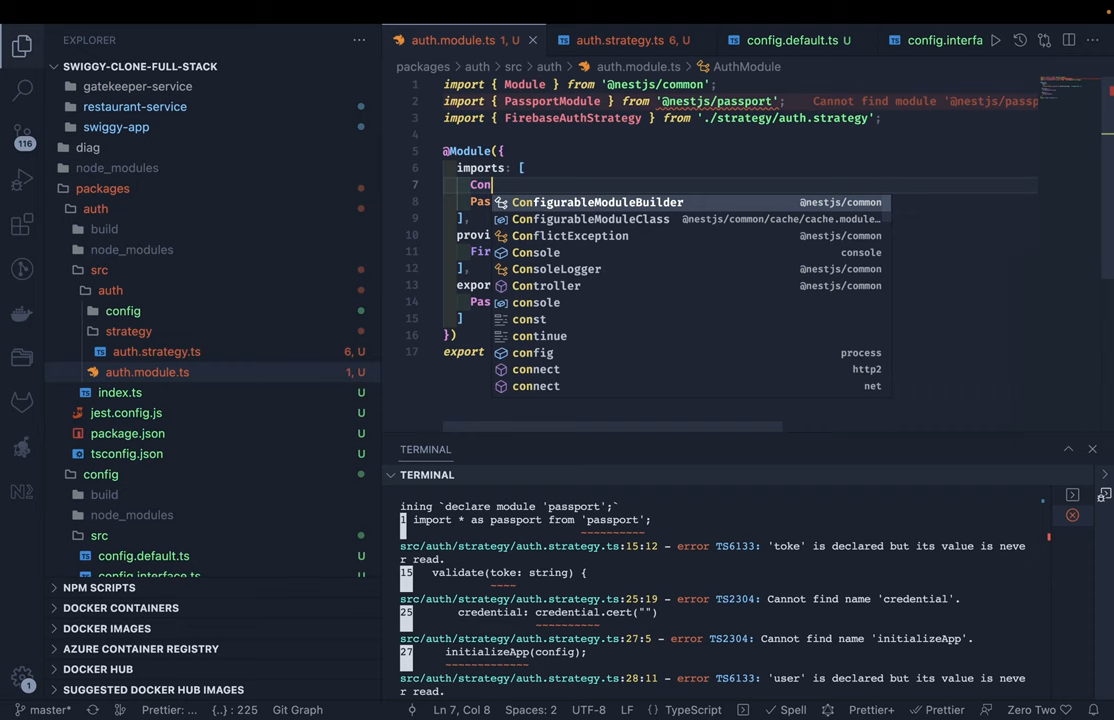 EXPLORER
SWIGGY-CLONE-FULL-STACK
gatekeeper-service
restaurant-service
swiggy-app
diag
node_modules
packages
auth
build
node_modules
src
auth
config
strategy
auth.strategy.ts 6, U
auth.module.ts 1, U
index.ts U
jest.config.js U
package.json U
tsconfig.json U
config
build
node_modules
src
config.default.ts U
config.interface.ts U
NPM SCRIPTS
DOCKER CONTAINERS
DOCKER IMAGES
AZURE CONTAINER REGISTRY
DOCKER HUB
SUGGESTED DOCKER HUB IMAGES
116
1
auth.module.ts 1, U
auth.strategy.ts 6, U
config.default.ts U
config.interfa
packages > auth > src > auth > auth.module.ts > AuthModule
1 import { Module } from '@nestjs/common';
2 import { PassportModule } from '@nestjs/passport'; Cannot find module '@nestjs/passp
3 import { FirebaseAuthStrategy } from './strategy/auth.strategy';
4
5 @Module({
6 imports: [
7 Con
8 Pas
9 ],
10 provi
11 Fir
12 ],
13 expor
14 Pas
15 ]
16 })
17 export
ConfigurableModuleBuilder @nestjs/common
ConfigurableModuleClass @nestjs/common/cache/cache.module…
ConflictException @nestjs/common
Console console
ConsoleLogger @nestjs/common
Controller @nestjs/common
console
const
continue
config process
connect http2
connect net
TERMINAL
TERMINAL
ining `declare module 'passport';`
1 import * as passport from 'passport';
~~~~~~~~~~
src/auth/strategy/auth.strategy.ts:15:12 - error TS6133: 'toke' is declared but its value is neve
r read.
15 validate(toke: string) {
~~~~
src/auth/strategy/auth.strategy.ts:25:19 - error TS2304: Cannot find name 'credential'.
25 credential: credential.cert("")
~~~~~~~~~~
src/auth/strategy/auth.strategy.ts:27:5 - error TS2304: Cannot find name 'initializeApp'.
27 initializeApp(config);
~~~~~~~~~~~~~
src/auth/strategy/auth.strategy.ts:28:11 - error TS6133: 'user' is declared but its value is neve
r read.
master* Prettier: ... {..} : 225 Git Graph Ln 7, Col 8 Spaces: 2 UTF-8 LF { } TypeScript Spell Prettier+ Prettier Zero Two